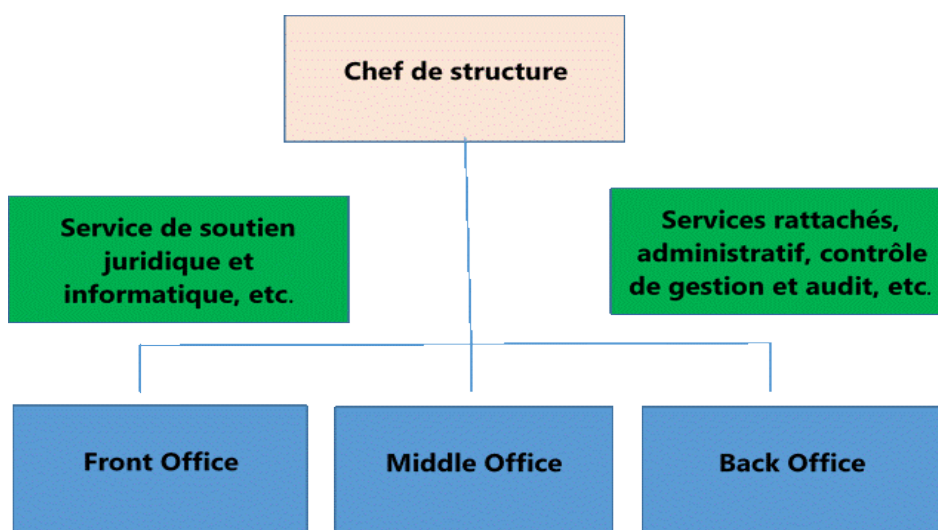 Chef de structure
Service de soutien
juridique et
informatique, etc.
Services rattachés,
administratif, contrôle
de gestion et audit, etc.
Front Office
Middle Office
Back Office